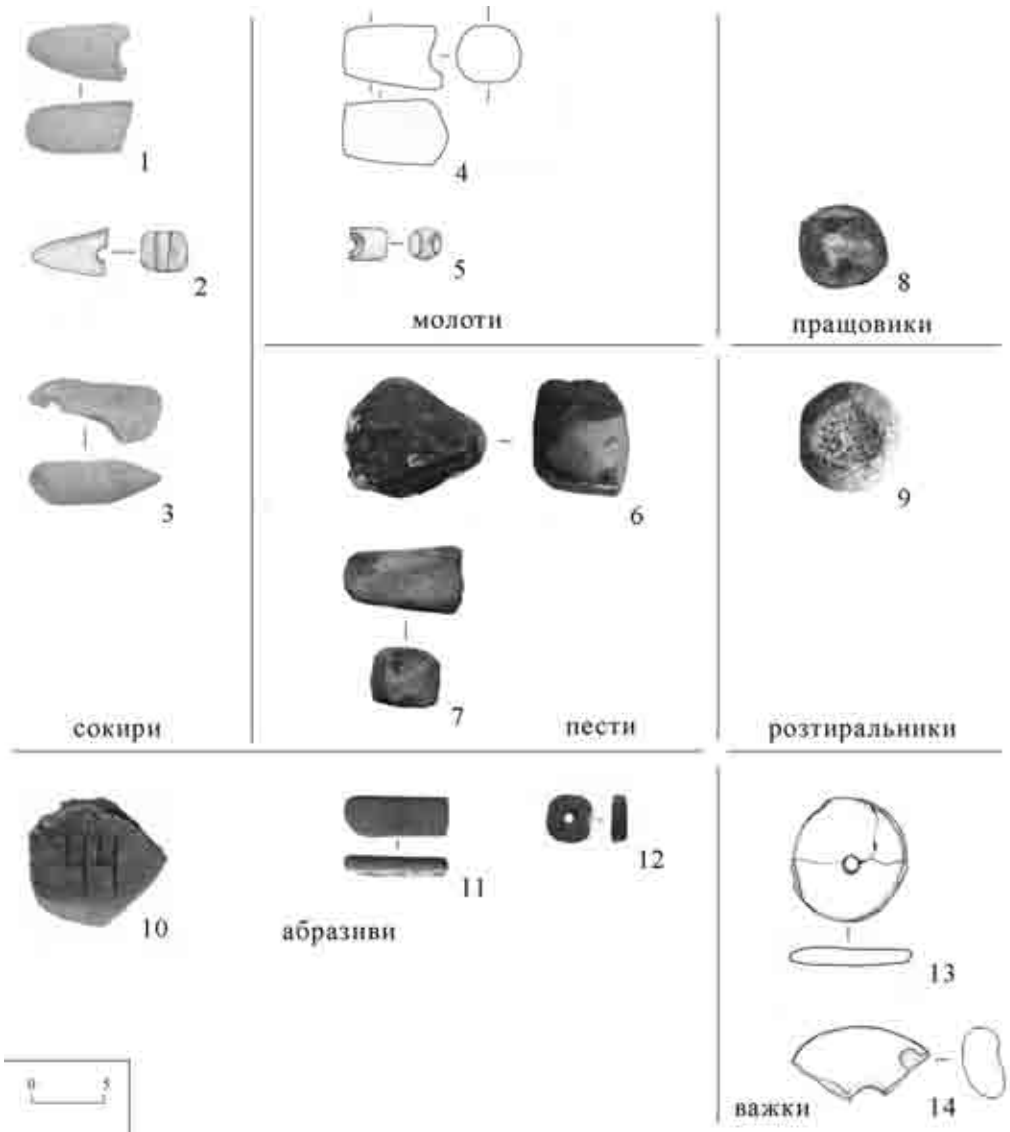 1
4
2
5
молоти
8
пращовики
3
6
9
7
сокири
пести
розтиральники
10
11
12
абразиви
13
0 5
важки
14